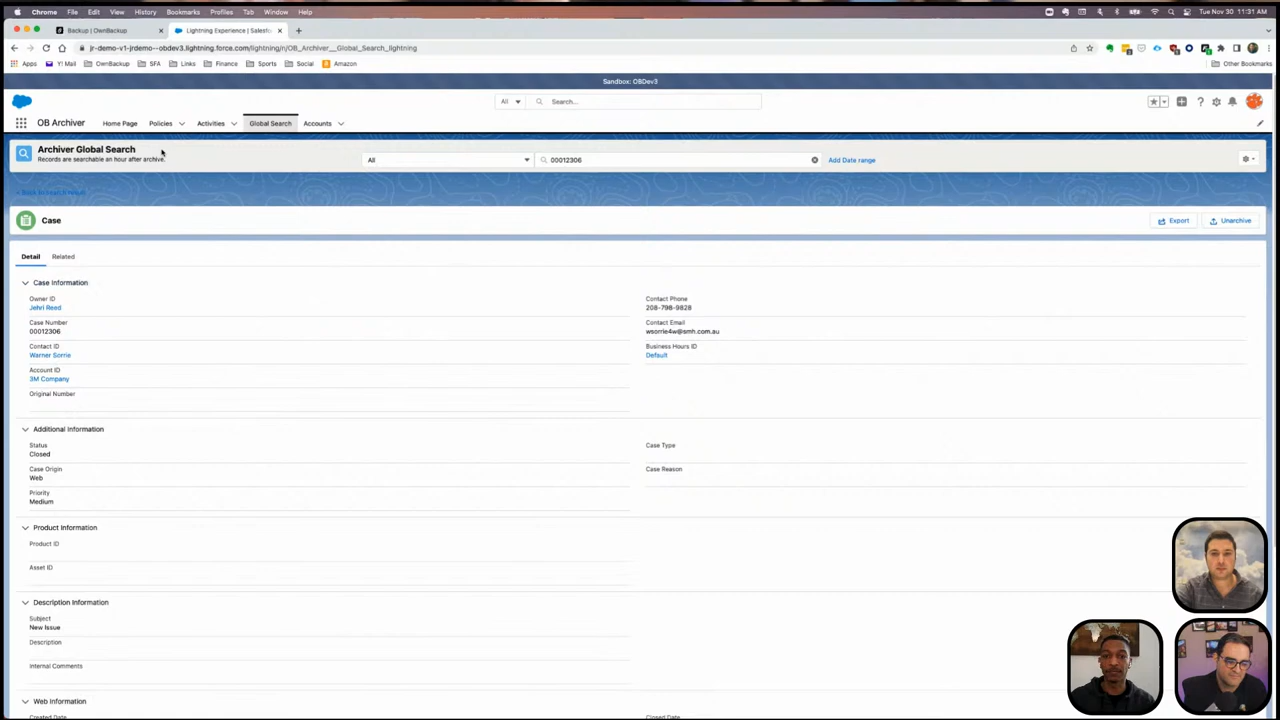 Chrome File Edit View History Bookmarks Profiles Tab Window Help Tue Nov 30 11:31 AM
Backup | OwnBackup Lightning Experience | Salesfo
jr-demo-v1-jrdemo--obdev3.lightning.force.com/lightning/n/OB_Archiver__Global_Search_lightning
Apps Y! Mail OwnBackup SFA Links Finance Sports Social Amazon Other Bookmarks
Sandbox: OBDev3
All Search...
OB Archiver Home Page Policies Activities Global Search Accounts
Archiver Global Search
Records are searchable an hour after archive.
All 00012306 Add Date range
Case Export Unarchive
Detail Related
Case Information
Owner ID Contact Phone
Jehri Reed 208-798-9828
Case Number Contact Email
00012306 wsorrie4w@smh.com.au
Contact ID Business Hours ID
Warner Sorrie Default
Account ID
3M Company
Original Number
Additional Information
Status Case Type
Closed
Case Origin Case Reason
Web
Priority
Medium
Product Information
Product ID
Asset ID
Description Information
Subject
New Issue
Description
Internal Comments
Web Information
Created Date Closed Date